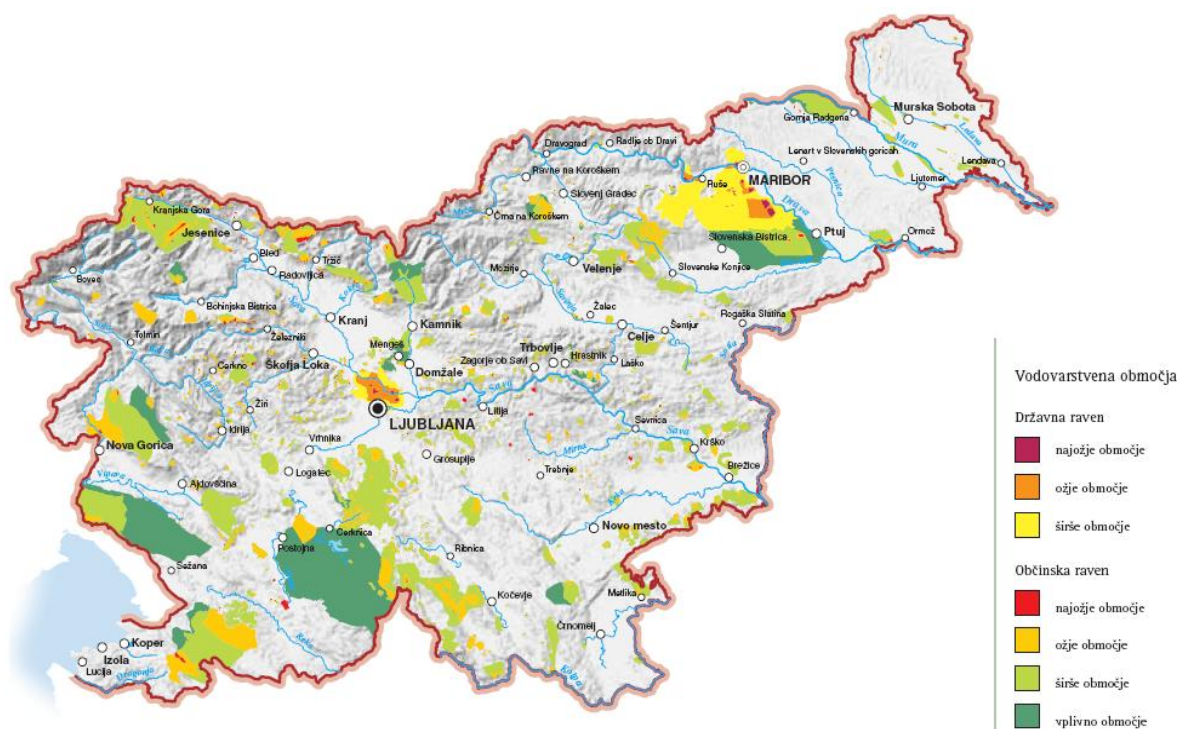 Murska Sobota
Gornja Radgona
Mura
Ledava
Lendava
Ljutomer
Lenart v Slovenskih goricah
Pesnica
Radlje ob Dravi
Dravograd
Ravne na Koroškem
Slovenj Gradec
Črna na Koroškem
MARIBOR
Ruše
Drava
Ptuj
Ormož
Slovenska Bistrica
Slovenske Konjice
Kranjska Gora
Jesenice
Bled
Radovljica
Tržič
Bovec
Bohinjska Bistrica
Mozirje
Velenje
Savinja
Žalec
Celje
Šentjur
Rogaška Slatina
Tolmin
Sava
Kranj
Kamnik
Železniki
Mengeš
Škofja Loka
Domžale
Zagorje ob Savi
Trbovlje
Hrastnik
Laško
Cerkno
Žiri
Idrija
LJUBLJANA
Litija
Sava
Sevnica
Sava
Mirna
Krško
Brežice
Nova Gorica
Vrhnika
Logatec
Grosuplje
Trebnje
Ajdovščina
Vipava
Krka
Novo mesto
Cerknica
Postojna
Ribnica
Sežana
Kočevje
Metlika
Črnomelj
Kolpa
Reka
Koper
Izola
Lucija
Dragonja
Vodovarstvena območja
Državna raven
najožje območje
ožje območje
širše območje
Občinska raven
najožje območje
ožje območje
širše območje
vplivno območje